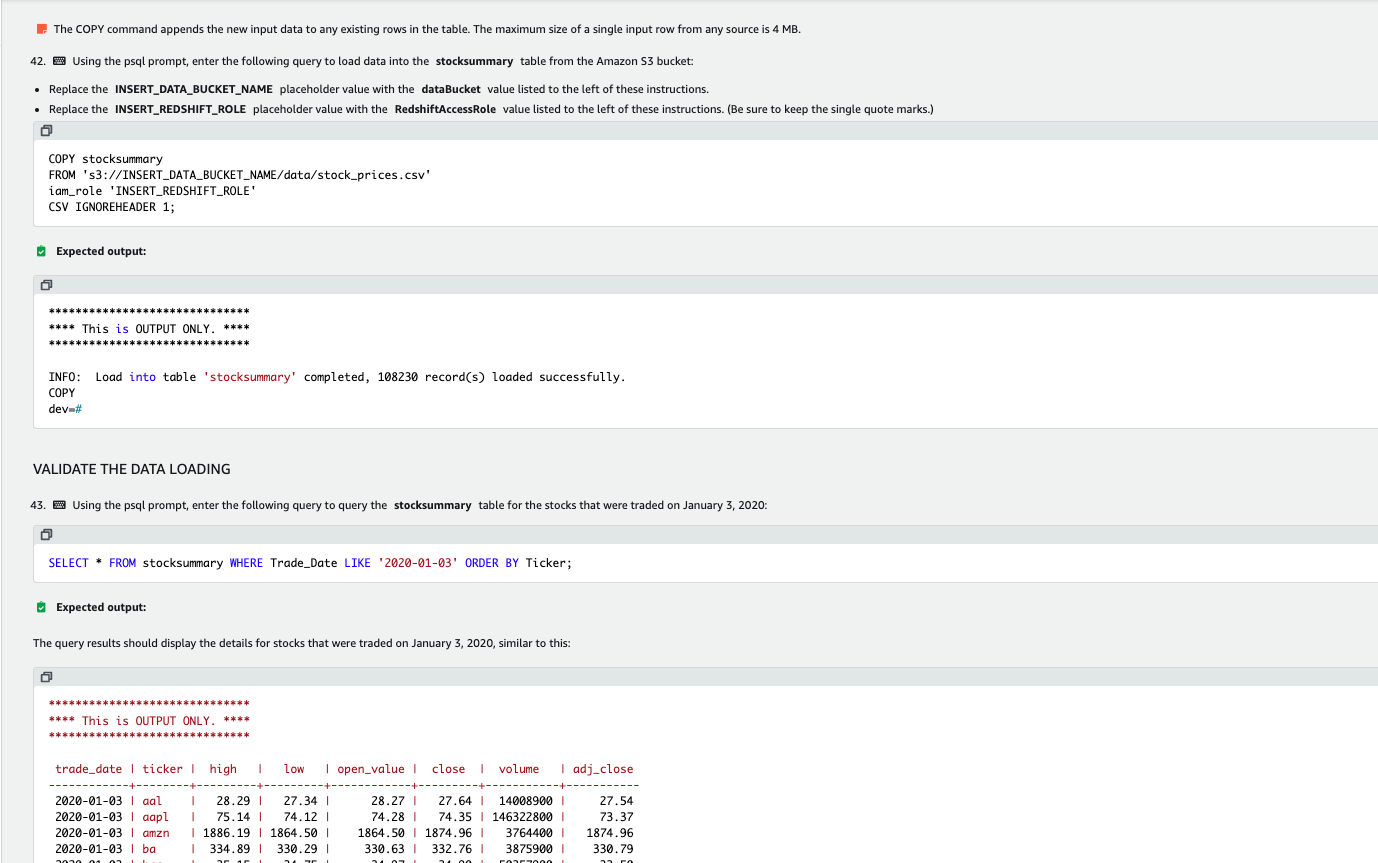 The COPY command appends the new input data to any existing rows in the table. The maximum size of a single input row from any source is 4 MB.
42. Using the psql prompt, enter the following query to load data into the stocksummary table from the Amazon S3 bucket:
• Replace the INSERT_DATA_BUCKET_NAME placeholder value with the dataBucket value listed to the left of these instructions.
• Replace the INSERT_REDSHIFT_ROLE placeholder value with the RedshiftAccessRole value listed to the left of these instructions. (Be sure to keep the single quote marks.)
COPY stocksummary
FROM 's3://INSERT_DATA_BUCKET_NAME/data/stock_prices.csv'
iam_role 'INSERT_REDSHIFT_ROLE'
CSV IGNOREHEADER 1;
Expected output:
******************************
**** This is OUTPUT ONLY. ****
******************************
INFO:  Load into table 'stocksummary' completed, 108230 record(s) loaded successfully.
COPY
dev=#
VALIDATE THE DATA LOADING
43. Using the psql prompt, enter the following query to query the stocksummary table for the stocks that were traded on January 3, 2020:
SELECT * FROM stocksummary WHERE Trade_Date LIKE '2020-01-03' ORDER BY Ticker;
Expected output:
The query results should display the details for stocks that were traded on January 3, 2020, similar to this:
******************************
**** This is OUTPUT ONLY. ****
******************************
trade_date | ticker |  high   |   low   | open_value |  close  |  volume   | adj_close
------------+--------+---------+---------+------------+---------+-----------+-----------
2020-01-03 | aal    |   28.29 |   27.34 |      28.27 |   27.64 |  14008900 |     27.54
2020-01-03 | aapl   |   75.14 |   74.12 |      74.28 |   74.35 | 146322800 |     73.37
2020-01-03 | amzn   | 1886.19 | 1864.50 |    1864.50 | 1874.96 |   3764400 |   1874.96
2020-01-03 | ba     |  334.89 |  330.29 |     330.63 |  332.76 |   3875900 |    330.79